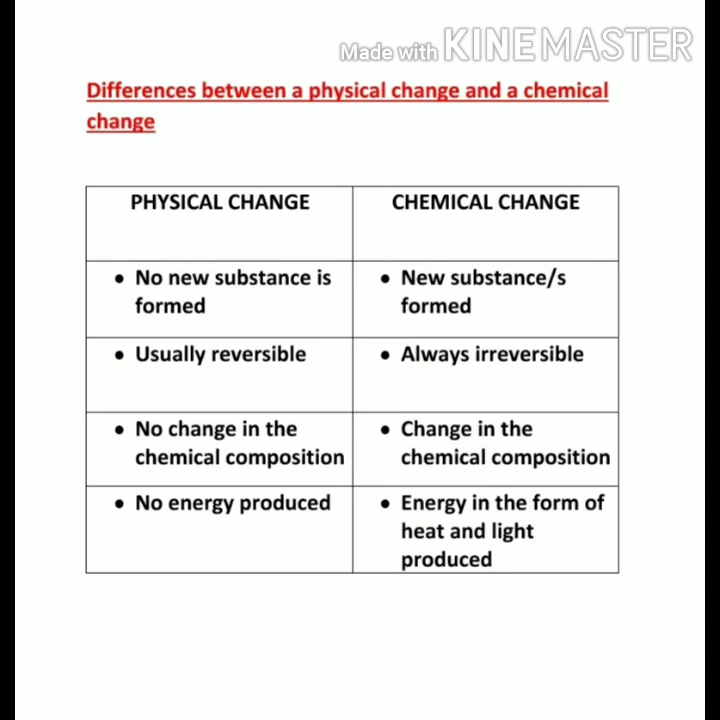 Made with KINEMASTER
Differences between a physical change and a chemical
change
PHYSICAL CHANGE
CHEMICAL CHANGE
• No new substance is
formed
• New substance/s
formed
• Usually reversible
• Always irreversible
• No change in the
chemical composition
• Change in the
chemical composition
• No energy produced
• Energy in the form of
heat and light
produced